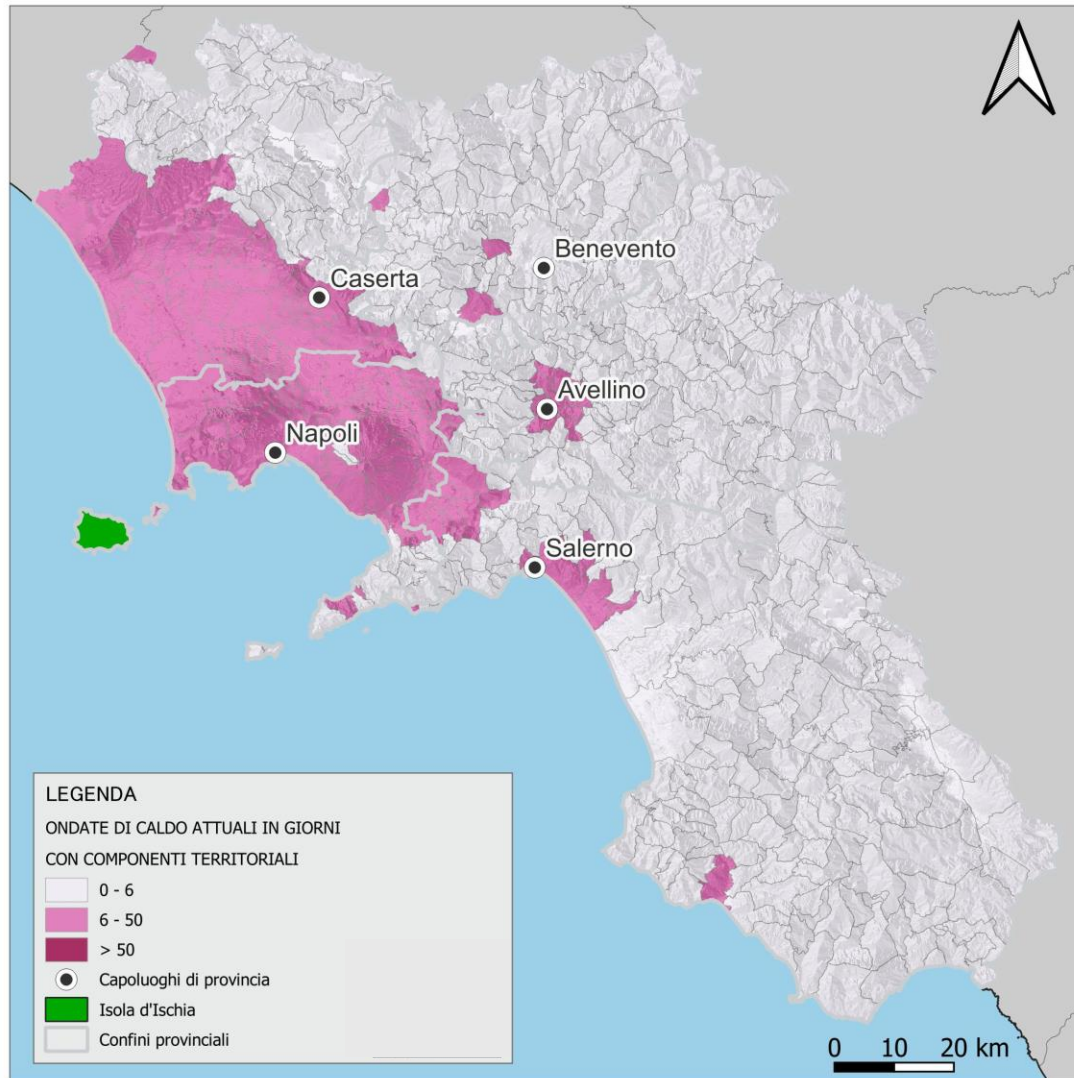 Benevento
Caserta
Avellino
Napoli
Salerno
LEGENDA
ONDATE DI CALDO ATTUALI IN GIORNI
CON COMPONENTI TERRITORIALI
0 - 6
6 - 50
> 50
Capoluoghi di provincia
Isola d'Ischia
Confini provinciali
0 10 20 km